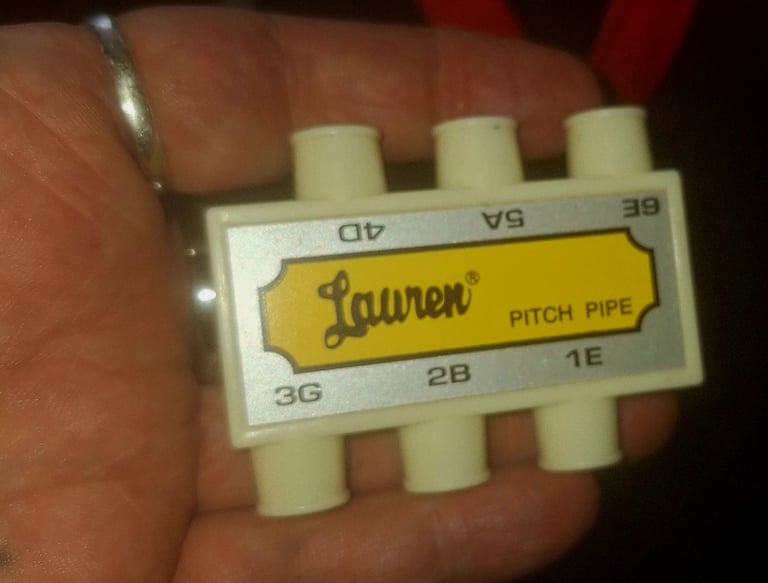 4D 5A 6E
Lauren®
PITCH PIPE
3G 2B 1E